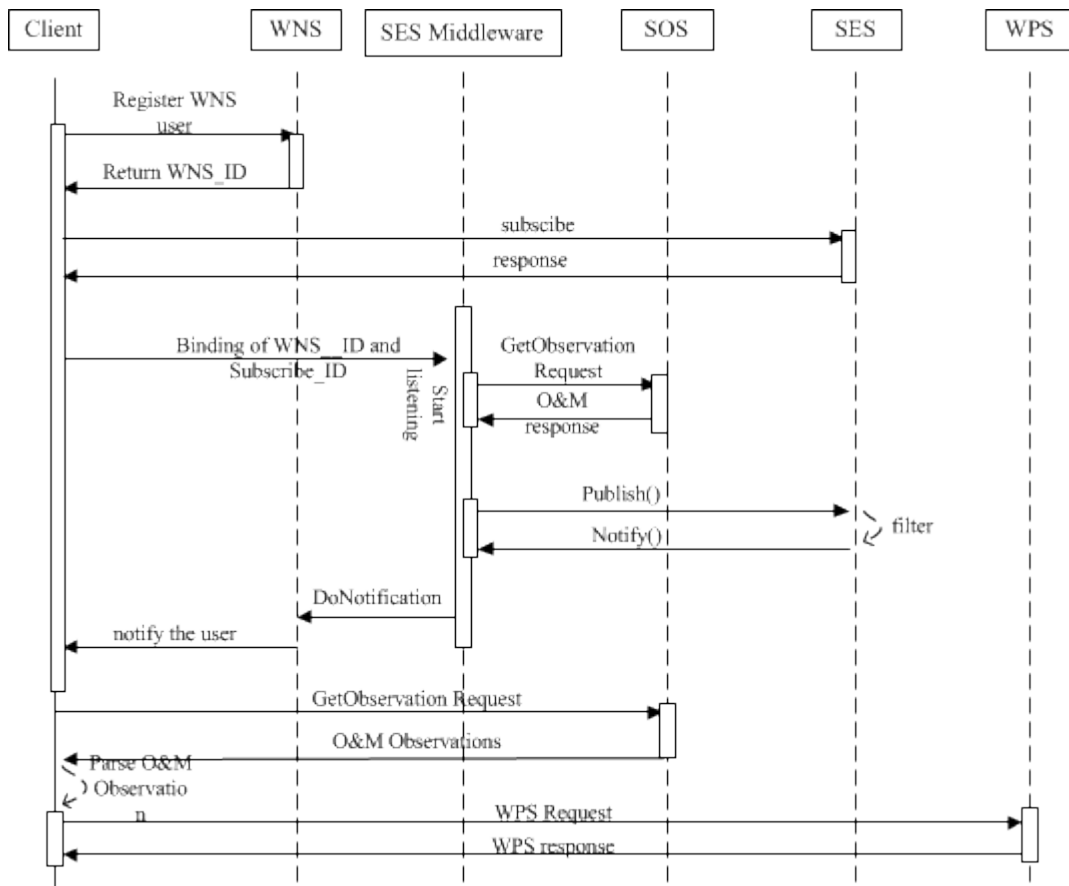 Client
WNS
SES Middleware
SOS
SES
WPS
Register WNS
user
Return WNS_ID
subscibe
response
Binding of WNS__ID and
Subscribe_ID
Start
listening
GetObservation
Request
O&M
response
Publish()
filter
Notify()
DoNotification
notify the user
GetObservation Request
O&M Observations
Parse O&M
Observatio
n
WPS Request
WPS response